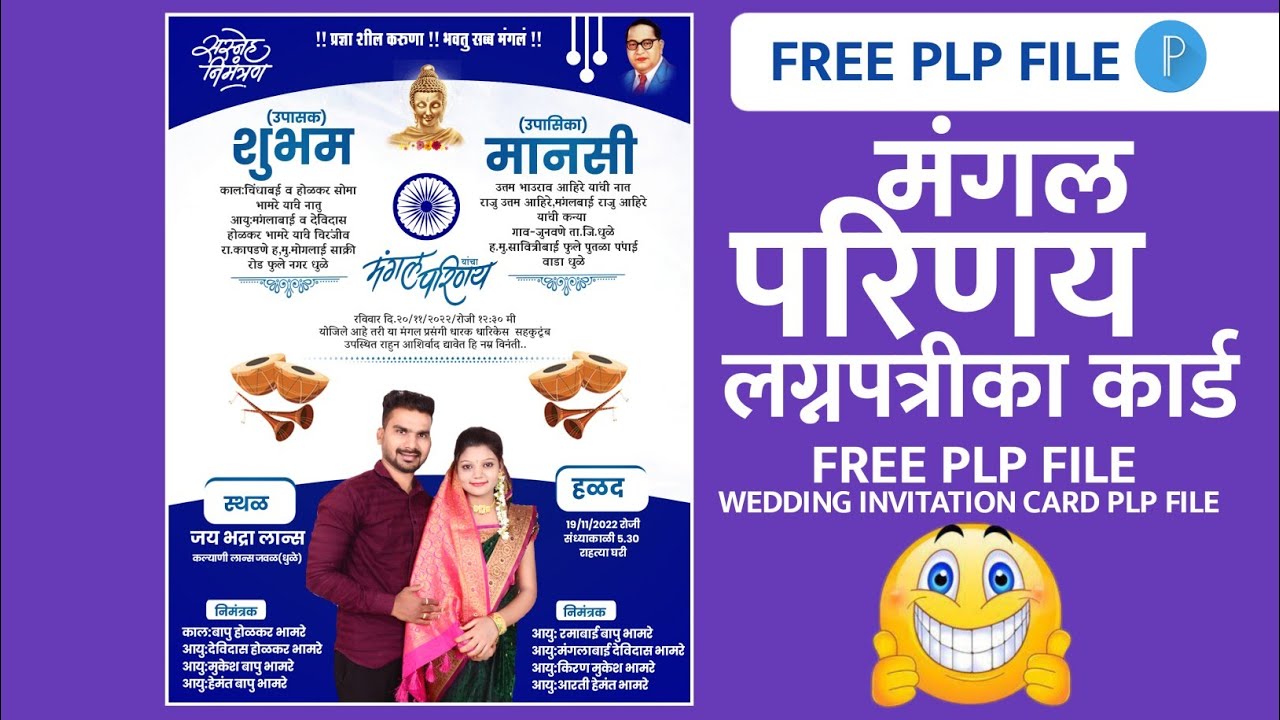 सस्नेह
निमंत्रण
!! प्रज्ञा शील करुणा !! भवतु सब्ब मंगलं !!
(उपासक)
शुभम
काल:चिंधाबाई व होळकर सोमा
भामरे यांचे नातु
आयु:मंगलाबाई व देविदास
होळकर भामरे यांचे चिरंजीव
रा.कापडणे ह,मु.मोगलाई साक्री
रोड फुले नगर धुळे
(उपासिका)
मानसी
उत्तम भाउराव आहिरे यांची नात
राजु उत्तम आहिरे,मंगलबाई राजु आहिरे
यांची कन्या
गाव-जुनवणे ता.जि.धुळे
ह.मु.सावित्रीबाई फुले पुतळा पंपाई
वाडा धुळे
यांचा
मंगल परिणय
रविवार दि.२०/११/२०२२/रोजी १२:३० मी
योजिले आहे तरी या मंगल प्रसंगी धारक धारिकेस सहकुटूंब
उपस्थित राहुन आशिर्वाद द्यावेत हि नम्र विनंती..
स्थळ
जय भद्रा लान्स
कल्याणी लान्स जवळ(धुळे)
हळद
19/11/2022 रोजी
संध्याकाळी 5.30
राहत्या घरी
निमंत्रक
काल:बापु होळकर भामरे
आयु:देविदास होळकर भामरे
आयु:मुकेश बापु भामरे
आयु:हेमंत बापु भामरे
निमंत्रक
आयु: रमाबाई बापु भामरे
आयु:मंगलाबाई देविदास भामरे
आयु:किरण मुकेश भामरे
आयु:आरती हेमंत भामरे
FREE PLP FILE P
मंगल
परिणय
लग्नपत्रीका कार्ड
FREE PLP FILE
WEDDING INVITATION CARD PLP FILE